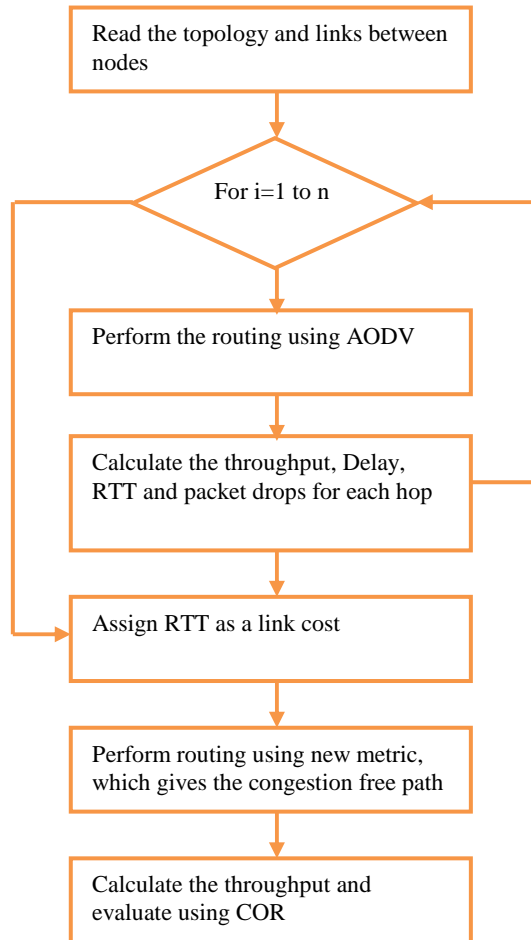 Read the topology and links between
nodes
For i=1 to n
Perform the routing using AODV
Calculate the throughput, Delay,
RTT and packet drops for each hop
Assign RTT as a link cost
Perform routing using new metric,
which gives the congestion free path
Calculate the throughput and
evaluate using COR